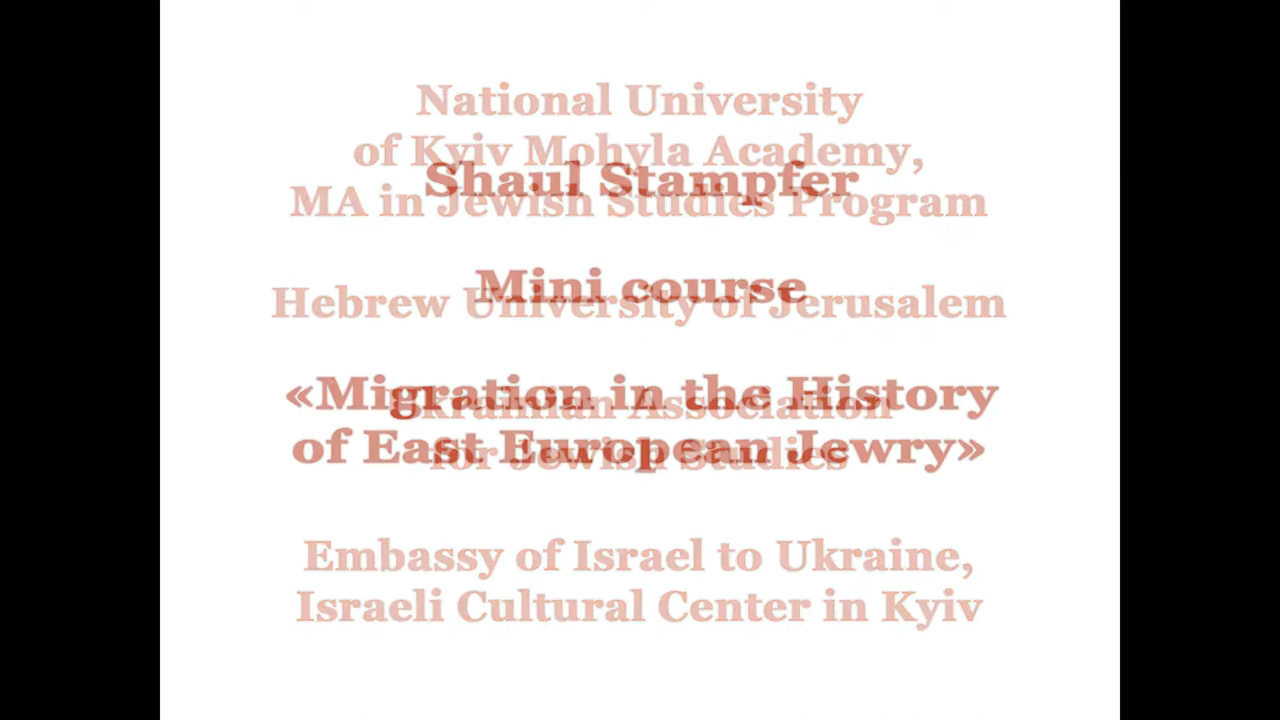 National University
of Kyiv Mohyla Academy,
MA in Jewish Studies Program
Hebrew University of Jerusalem
Ukrainian Association
for Jewish Studies
Embassy of Israel to Ukraine,
Israeli Cultural Center in Kyiv
Shaul Stampfer
Mini course
«Migration in the History
of East European Jewry»